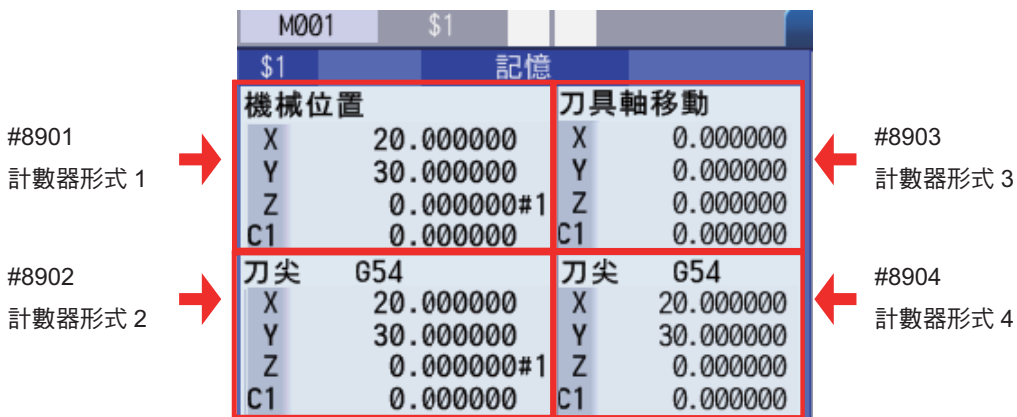 M001 $1
$1 記憶
機械位置
X 20.000000
Y 30.000000
Z 0.000000#1
C1 0.000000
刀具軸移動
X 0.000000
Y 0.000000
Z 0.000000
C1 0.000000
刀尖 G54
X 20.000000
Y 30.000000
Z 0.000000#1
C1 0.000000
刀尖 G54
X 20.000000
Y 30.000000
Z 0.000000
C1 0.000000
#8901
計數器形式 1
#8902
計數器形式 2
#8903
計數器形式 3
#8904
計數器形式 4